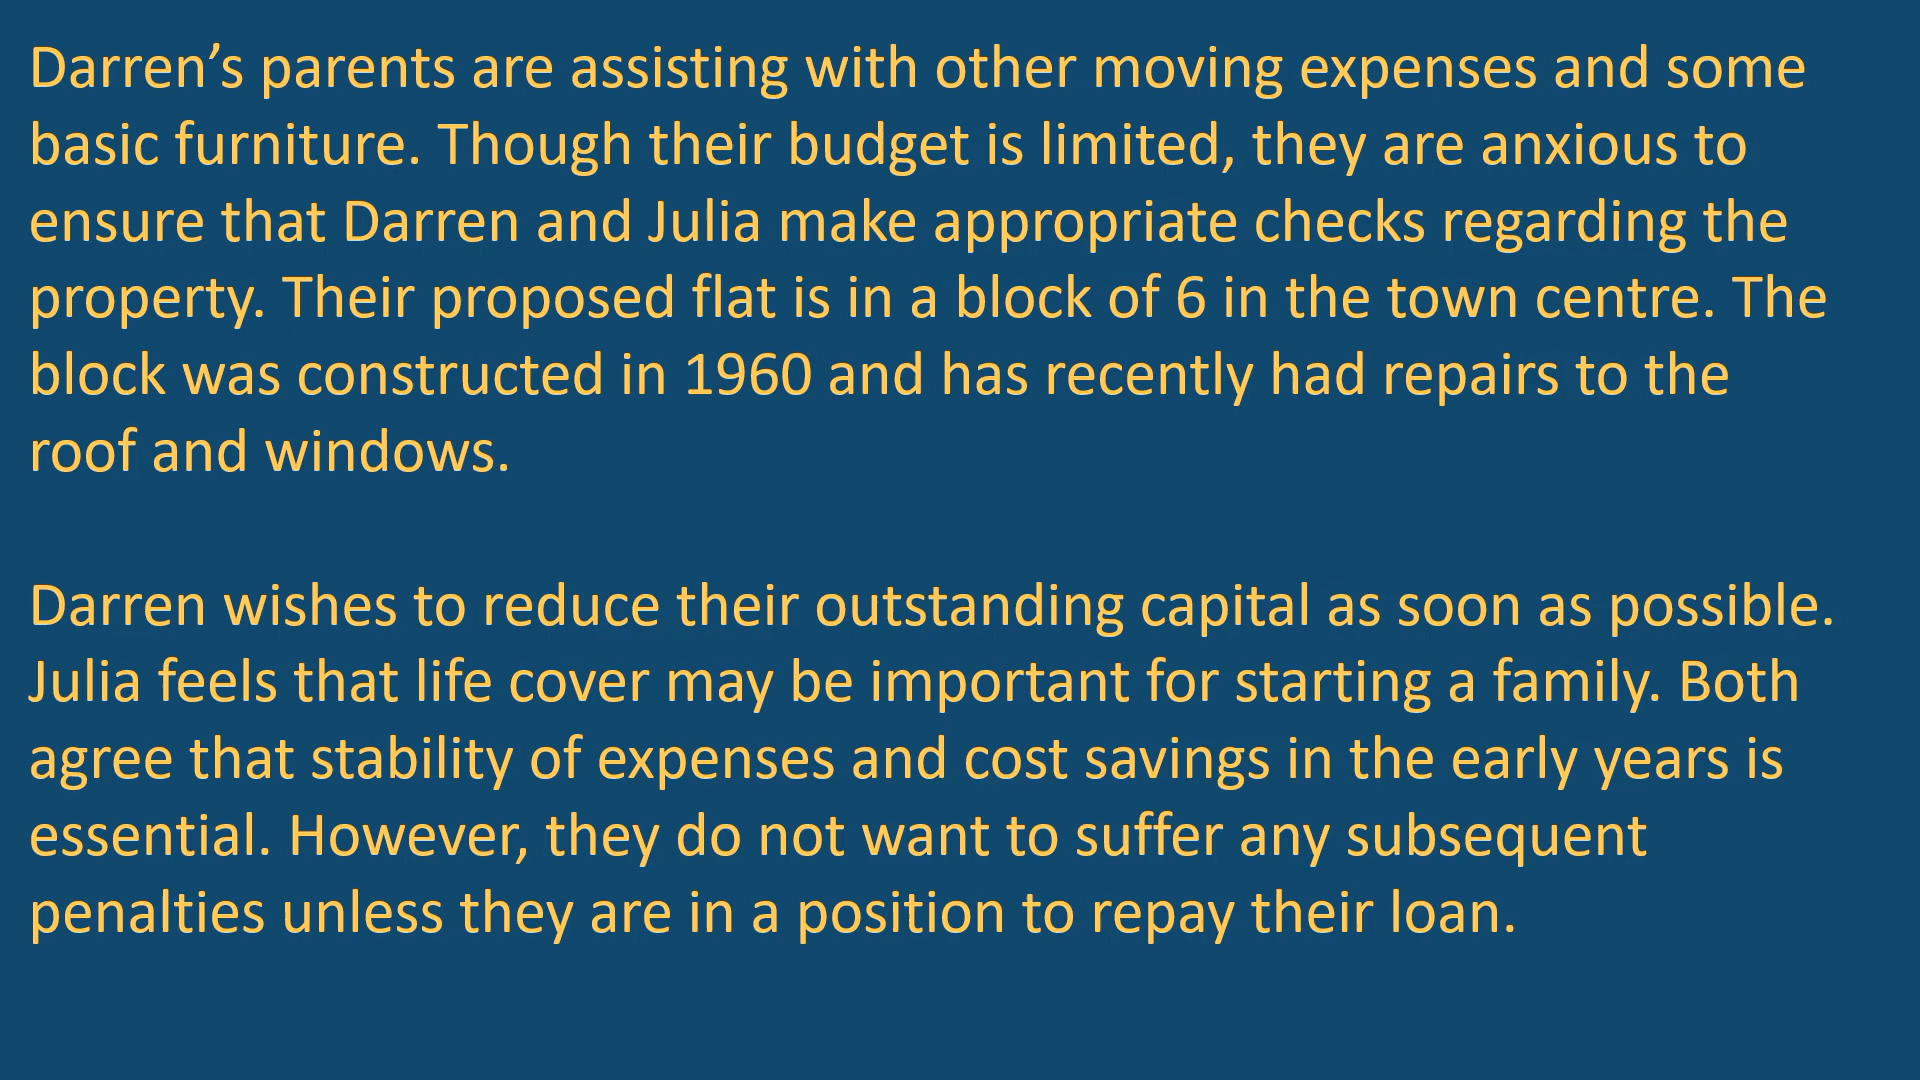 Darren’s parents are assisting with other moving expenses and some
basic furniture. Though their budget is limited, they are anxious to
ensure that Darren and Julia make appropriate checks regarding the
property. Their proposed flat is in a block of 6 in the town centre. The
block was constructed in 1960 and has recently had repairs to the
roof and windows.
Darren wishes to reduce their outstanding capital as soon as possible.
Julia feels that life cover may be important for starting a family. Both
agree that stability of expenses and cost savings in the early years is
essential. However, they do not want to suffer any subsequent
penalties unless they are in a position to repay their loan.